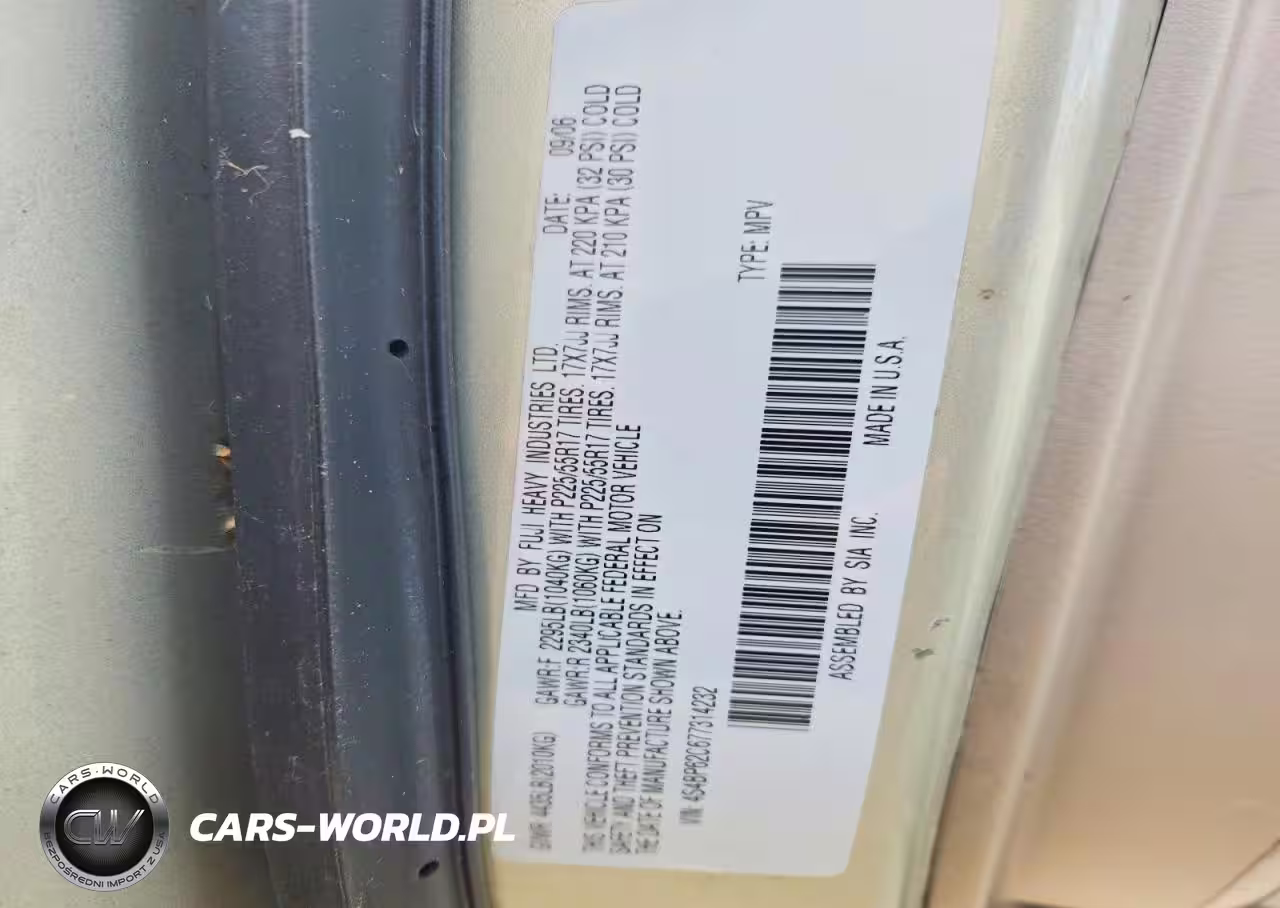 MFD BY FUJI HEAVY INDUSTRIES LTD. DATE: 09/06
GVWR 4435LB(2010KG) GAWR:F 2295LB(1040KG) WITH P225/55R17 TIRES. 17X7JJ RIMS. AT 220 KPA (32 PSI) COLD
GAWR:R 2340LB(1060KG) WITH P225/55R17 TIRES. 17X7JJ RIMS. AT 210 KPA (30 PSI) COLD
THIS VEHICLE CONFORMS TO ALL APPLICABLE FEDERAL MOTOR VEHICLE
SAFETY AND THEFT PREVENTION STANDARDS IN EFFECT ON
THE DATE OF MANUFACTURE SHOWN ABOVE.
VIN: 4S4BP62C677314232 TYPE: MPV
ASSEMBLED BY SIA INC. MADE IN U.S.A.
CARS-WORLD
CW
BEZPOŚREDNI IMPORT Z USA
CARS-WORLD.PL